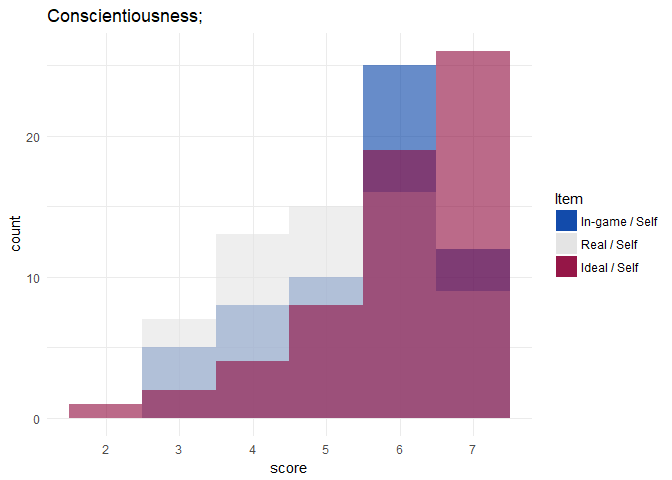 Conscientiousness;
count
20
10
0
2 3 4 5 6 7
score
Item
In-game / Self
Real / Self
Ideal / Self